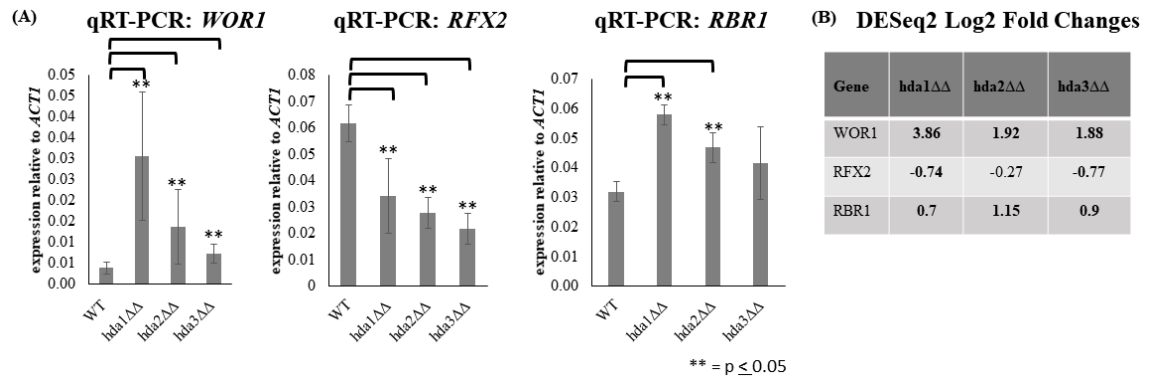 (A)
qRT-PCR: WOR1
expression relative to ACT1
0.05
0.05
0.04
0.04
0.03
0.03
0.02
0.02
0.01
0.01
0.00
**
**
**
WT
hda1ΔΔ
hda2ΔΔ
hda3ΔΔ
qRT-PCR: RFX2
expression relative to ACT1
0.08
0.07
0.06
0.05
0.04
0.03
0.02
0.01
0
**
**
**
WT
hda1ΔΔ
hda2ΔΔ
hda3ΔΔ
qRT-PCR: RBR1
expression relative to ACT1
0.07
0.06
0.05
0.04
0.03
0.02
0.01
0.00
**
**
WT
hda1ΔΔ
hda2ΔΔ
hda3ΔΔ
** = p ≤ 0.05
(B) DESeq2 Log2 Fold Changes
Gene hda1ΔΔ hda2ΔΔ hda3ΔΔ
WOR1 3.86 1.92 1.88
RFX2 -0.74 -0.27 -0.77
RBR1 0.7 1.15 0.9